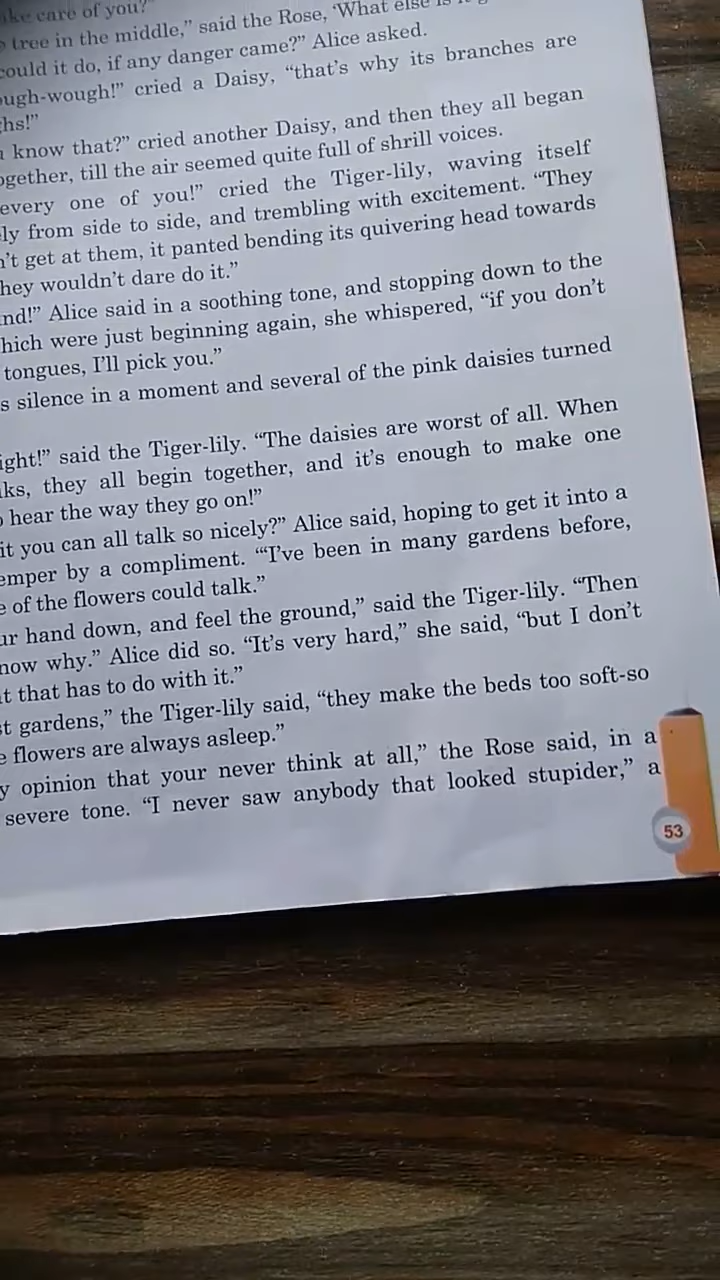 ake care of you?"
tree in the middle," said the Rose, 'What else is it
could it do, if any danger came?" Alice asked.
ough-wough!" cried a Daisy, "that's why its branches are
ghs!"
know that?" cried another Daisy, and then they all began
ogether, till the air seemed quite full of shrill voices.
every one of you!" cried the Tiger-lily, waving itself
ly from side to side, and trembling with excitement. "They
n't get at them, it panted bending its quivering head towards
they wouldn't dare do it."
nd!" Alice said in a soothing tone, and stopping down to the
hich were just beginning again, she whispered, "if you don't
tongues, I'll pick you."
s silence in a moment and several of the pink daisies turned
ight!" said the Tiger-lily. "The daisies are worst of all. When
ks, they all begin together, and it's enough to make one
o hear the way they go on!"
it you can all talk so nicely?" Alice said, hoping to get it into a
emper by a compliment. "'I've been in many gardens before,
e of the flowers could talk."
ur hand down, and feel the ground," said the Tiger-lily. "Then
now why." Alice did so. "It's very hard," she said, "but I don't
t that has to do with it."
st gardens," the Tiger-lily said, "they make the beds too soft-so
e flowers are always asleep."
y opinion that your never think at all," the Rose said, in a
severe tone. "I never saw anybody that looked stupider," a
53